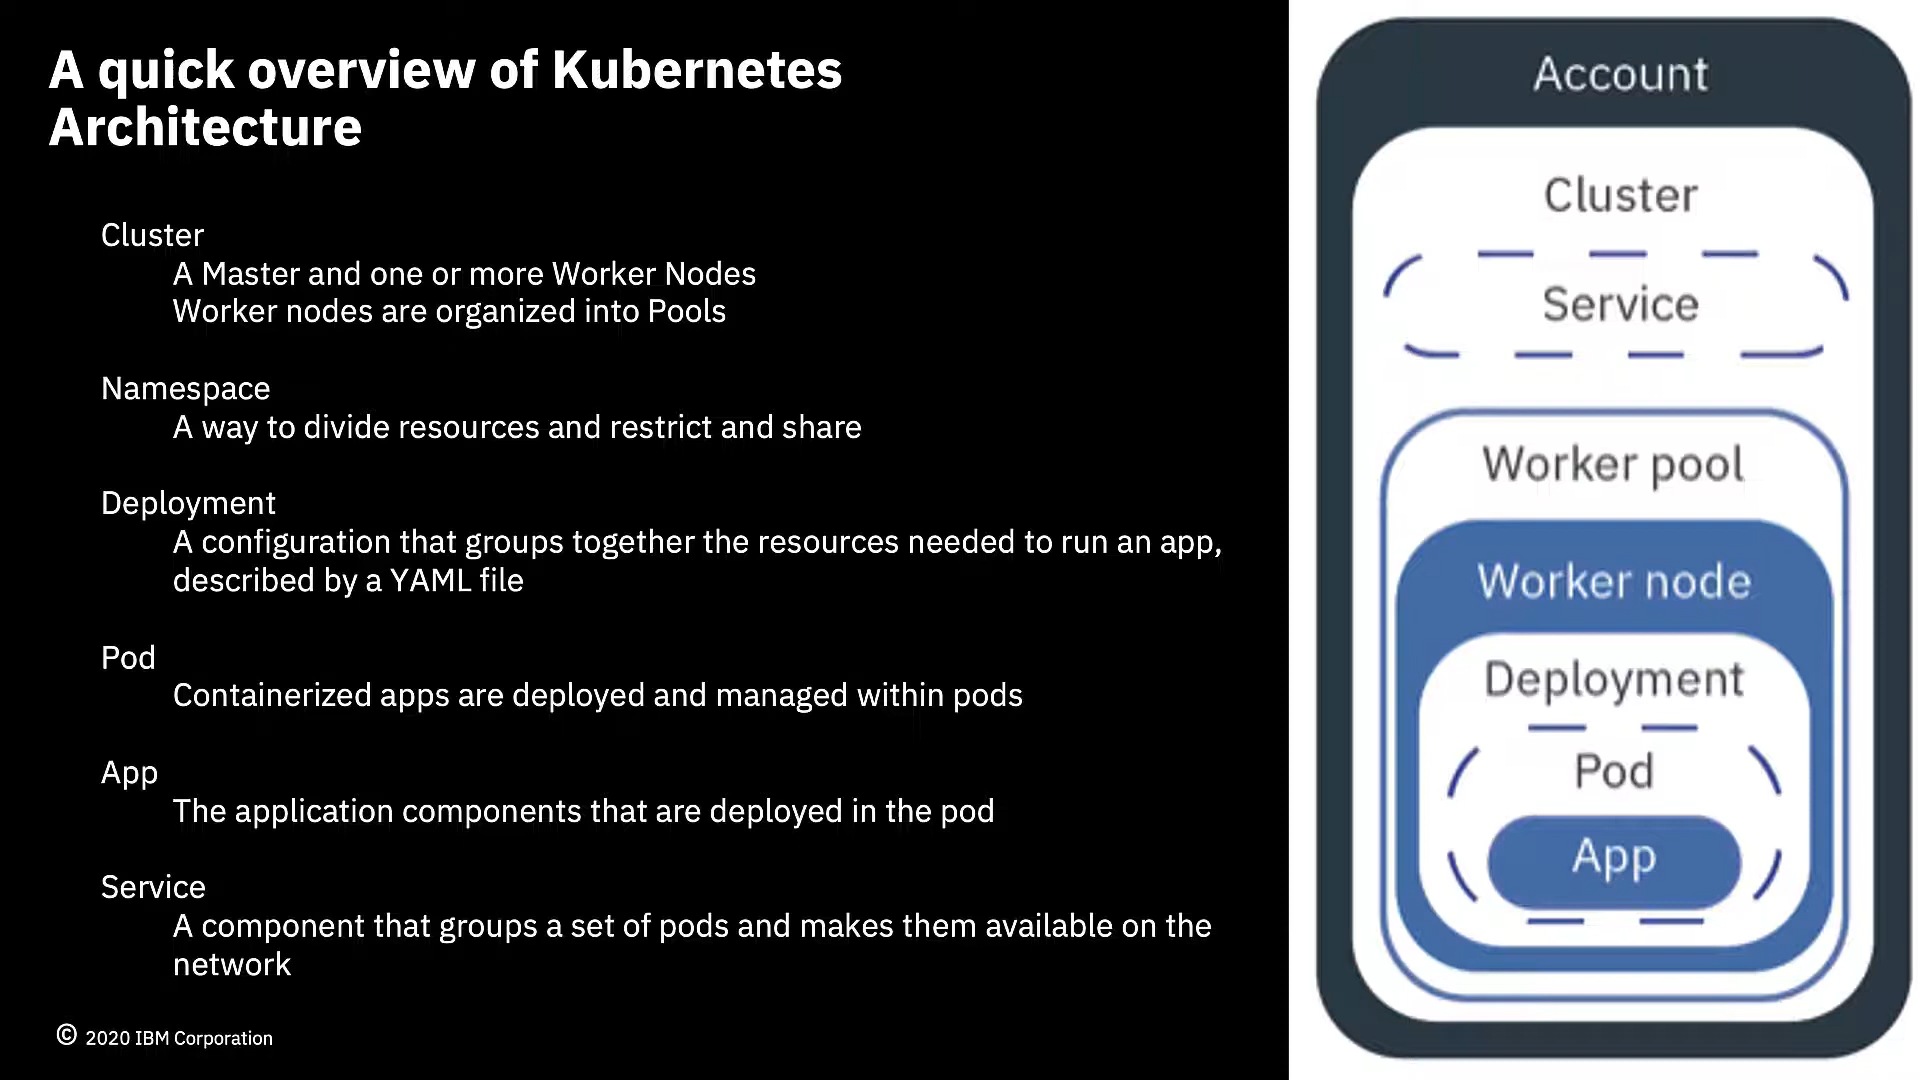 A quick overview of Kubernetes
Architecture
Cluster
A Master and one or more Worker Nodes
Worker nodes are organized into Pools
Namespace
A way to divide resources and restrict and share
Deployment
A configuration that groups together the resources needed to run an app,
described by a YAML file
Pod
Containerized apps are deployed and managed within pods
App
The application components that are deployed in the pod
Service
A component that groups a set of pods and makes them available on the
network
© 2020 IBM Corporation
Account
Cluster
Service
Worker pool
Worker node
Deployment
Pod
App